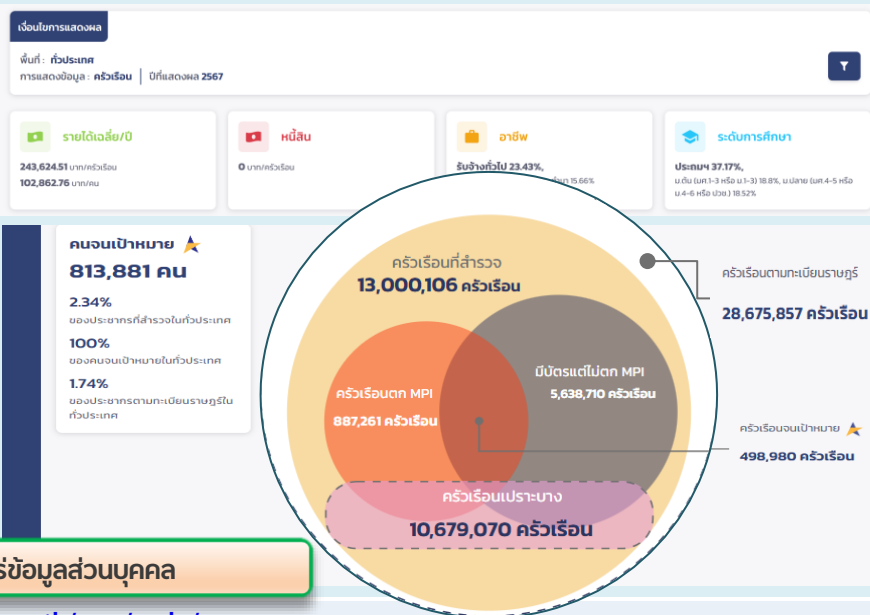 เงื่อนไขการแสดงผล
พื้นที่ : ทั่วประเทศ
การแสดงข้อมูล : ครัวเรือน | ปีที่แสดงผล 2567
รายได้เฉลี่ย/ปี
243,624.51 บาท/ครัวเรือน
102,862.76 บาท/คน
หนี้สิน
0 บาท/ครัวเรือน
อาชีพ
รับจ้างทั่วไป 23.43%,
15.66%
ระดับการศึกษา
ประถมฯ 37.17%,
ม.ต้น (มศ.1-3 หรือ ม.1-3) 18.8%, ม.ปลาย (มศ.4-5 หรือ
ม.4-6 หรือ ปวช.) 18.52%
คนจนเป้าหมาย
813,881 คน
2.34%
ของประชากรที่สำรวจในทั่วประเทศ
100%
ของคนจนเป้าหมายในทั่วประเทศ
1.74%
ของประชากรตามทะเบียนราษฎร์ใน
ทั่วประเทศ
ครัวเรือนที่สำรวจ
13,000,106 ครัวเรือน
ครัวเรือนตามทะเบียนราษฎร์
28,675,857 ครัวเรือน
ครัวเรือนตก MPI
887,261 ครัวเรือน
มีบัตรแต่ไม่ตก MPI
5,638,710 ครัวเรือน
ครัวเรือนจนเป้าหมาย
498,980 ครัวเรือน
ครัวเรือนเปราะบาง
10,679,070 ครัวเรือน
ข้อมูลส่วนบุคคล